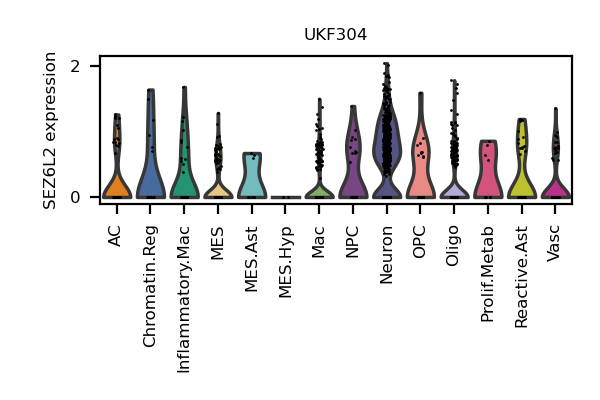 UKF304
SEZ6L2 expression
2
0
AC
Chromatin.Reg
Inflammatory.Mac
MES
MES.Ast
MES.Hyp
Mac
NPC
Neuron
OPC
Oligo
Prolif.Metab
Reactive.Ast
Vasc